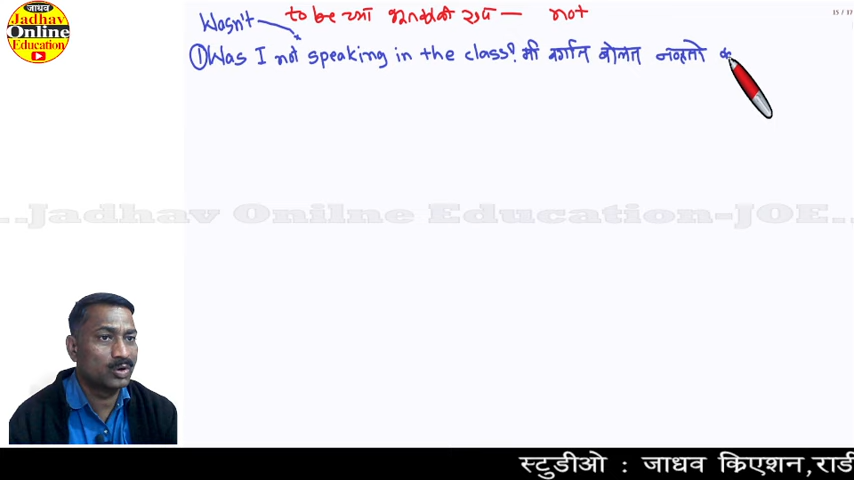 जाधव
Jadhav
Online
Education
Wasn't
to be च्या भूतकाळी रूप — not
15 / 17
① Was I not speaking in the class? मी वर्गात बोलत नव्हतो क
..Jadhav Onilne Education-JOE..
स्टुडीओ : जाधव क्रिएशन,राडी